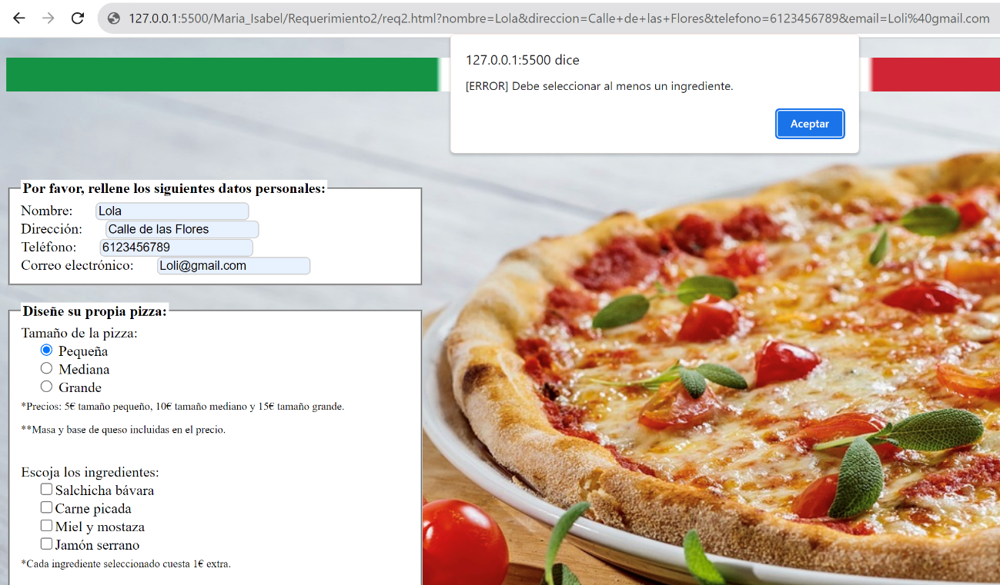 127.0.0.1:5500/Maria_Isabel/Requerimiento2/req2.html?nombre=Lola&direccion=Calle+de+las+Flores&telefono=6123456789&email=Loli%40gmail.com
127.0.0.1:5500 dice
[ERROR] Debe seleccionar al menos un ingrediente.
Aceptar
Por favor, rellene los siguientes datos personales:
Nombre: Lola
Dirección: Calle de las Flores
Teléfono: 6123456789
Correo electrónico: Loli@gmail.com
Diseñe su propia pizza:
Tamaño de la pizza:
Pequeña
Mediana
Grande
*Precios: 5€ tamaño pequeño, 10€ tamaño mediano y 15€ tamaño grande.
**Masa y base de queso incluidas en el precio.
Escoja los ingredientes:
Salchicha bávara
Carne picada
Miel y mostaza
Jamón serrano
*Cada ingrediente seleccionado cuesta 1€ extra.